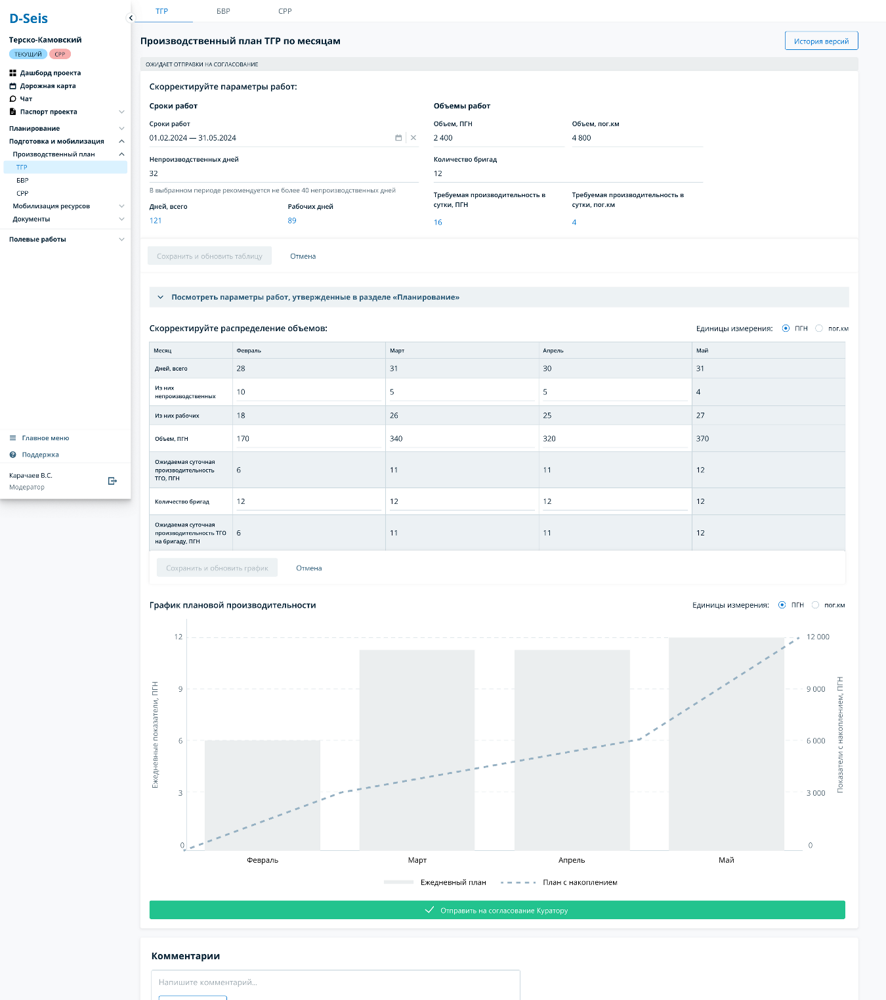 D-Seis
Терско-Камовский
ТЕКУЩИЙ
СРР
Дашборд проекта
Дорожная карта
Чат
Паспорт проекта
Планирование
Подготовка и мобилизация
Производственный план
ТГР
БВР
СРР
Мобилизация ресурсов
Документы
Полевые работы
Главное меню
Поддержка
Карачаев В.С.
Модератор
ТГР БВР СРР
Производственный план ТГР по месяцам
История версий
ОЖИДАЕТ ОТПРАВКИ НА СОГЛАСОВАНИЕ
Скорректируйте параметры работ:
Сроки работ
Сроки работ
01.02.2024 — 31.05.2024
Непроизводственных дней
32
В выбранном периоде рекомендуется не более 40 непроизводственных дней
Дней, всего Рабочих дней
121 89
Объемы работ
Объем, ПГН Объем, пог.км
2 400 4 800
Количество бригад
12
Требуемая производительность в
сутки, ПГН
16
Требуемая производительность в
сутки, пог.км
4
Сохранить и обновить таблицу Отмена
Посмотреть параметры работ, утвержденные в разделе «Планирование»
Скорректируйте распределение объемов:
Единицы измерения: ПГН пог.км
Месяц Февраль Март Апрель Май
Дней, всего 28 31 30 31
Из них
непроизводственных 10 5 5 4
Из них рабочих 18 26 25 27
Объем, ПГН 170 340 320 370
Ожидаемая суточная
производительность
ТГО, ПГН 6 11 11 12
Количество бригад 12 12 12 12
Ожидаемая суточная
производительность ТГО
на бригаду, ПГН 6 11 11 12
Сохранить и обновить график Отмена
График плановой производительности
Единицы измерения: ПГН пог.км
Ежедневные показатели, ПГН
12
9
6
3
0
12 000
9 000
6 000
3 000
0
Показатели с накоплением, ПГН
Февраль Март Апрель Май
Ежедневный план План с накоплением
Отправить на согласование Куратору
Комментарии
Напишите комментарий...